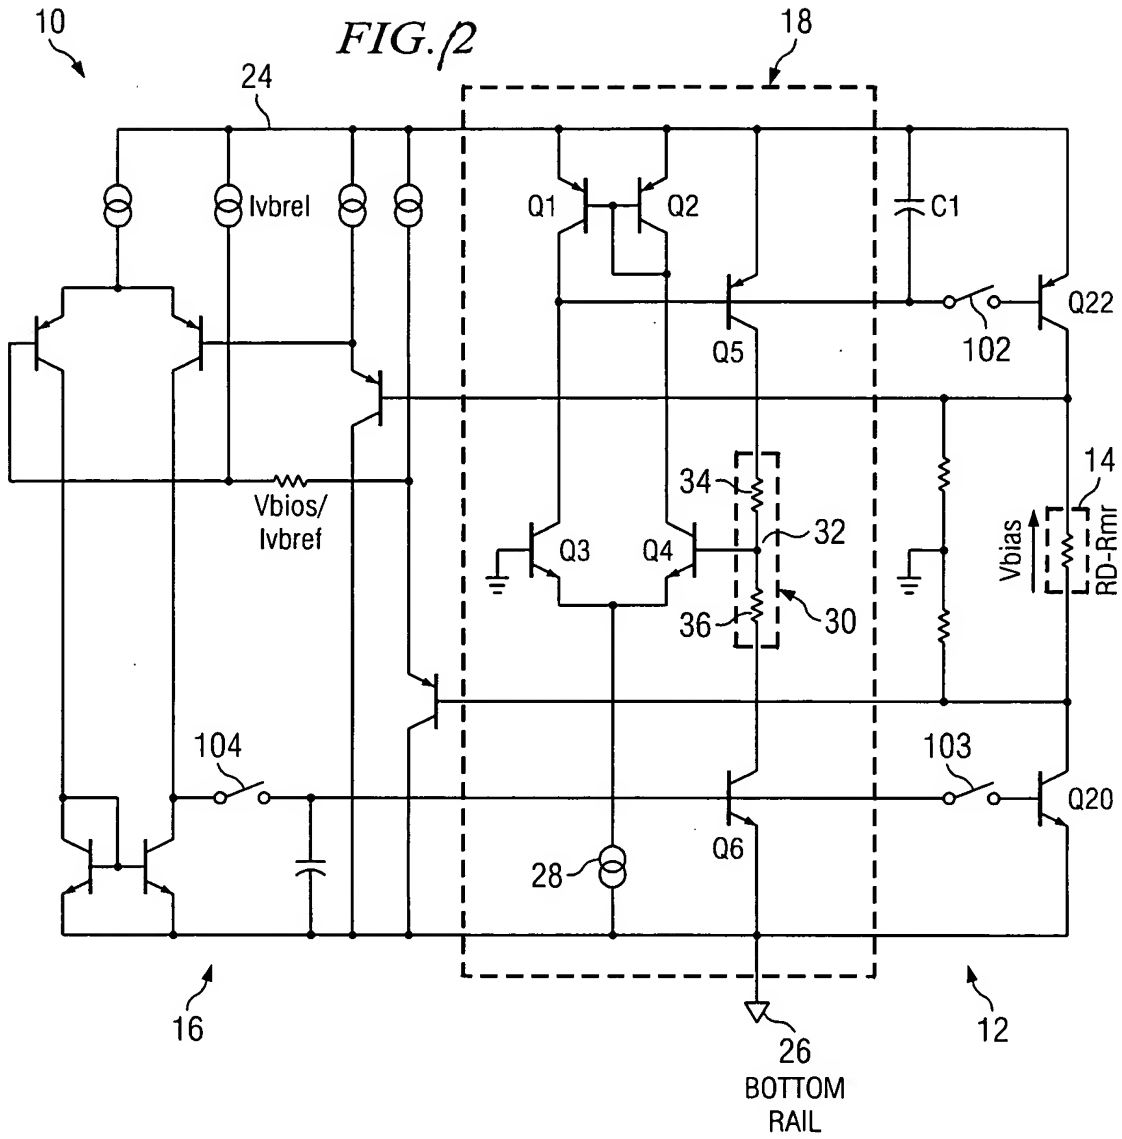 10
FIG. 2
18
24
Ivbrel
Q1
Q2
C1
Q22
102
Q5
34
14
Vbios/
Ivbref
32
Q3
Q4
Vbias
RD-Rmr
36
30
104
103
Q20
Q6
28
16
12
26
BOTTOM
RAIL